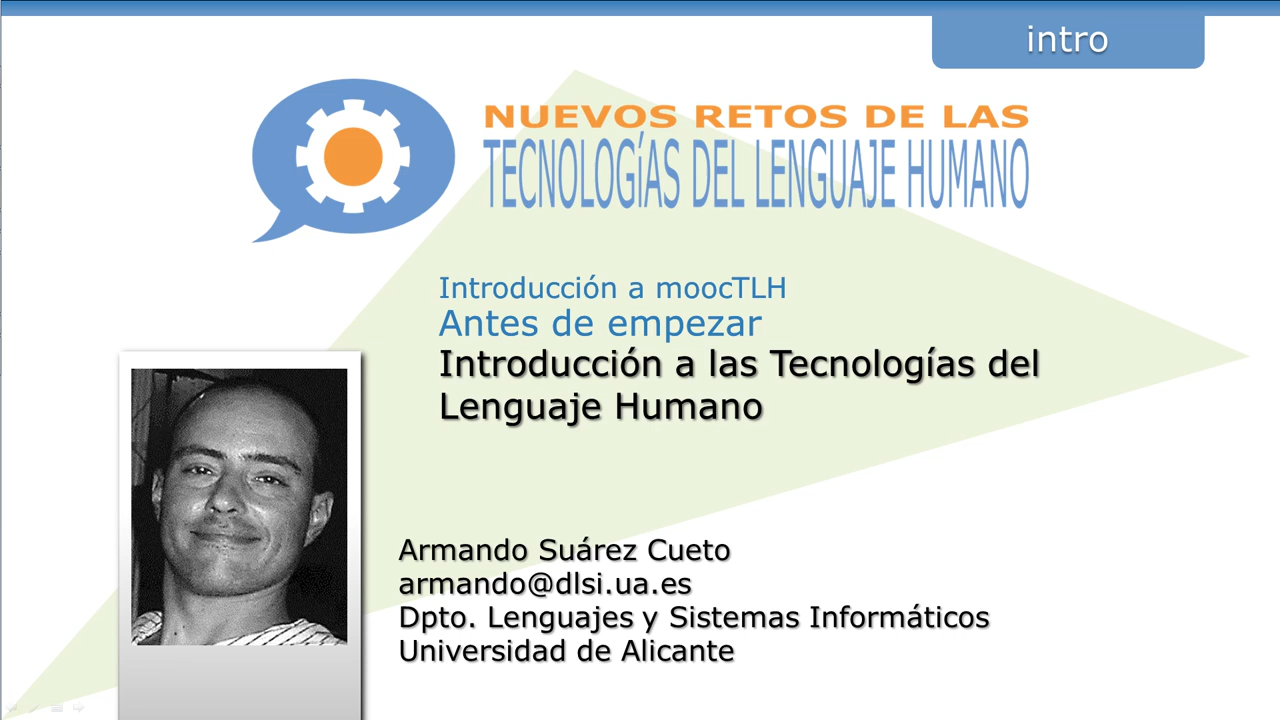 intro
NUEVOS RETOS DE LAS
TECNOLOGíAS DEL LENGUAJE HUMANO
Introducción a moocTLH
Antes de empezar
Introducción a las Tecnologías del
Lenguaje Humano
Armando Suárez Cueto
armando@dlsi.ua.es
Dpto. Lenguajes y Sistemas Informáticos
Universidad de Alicante